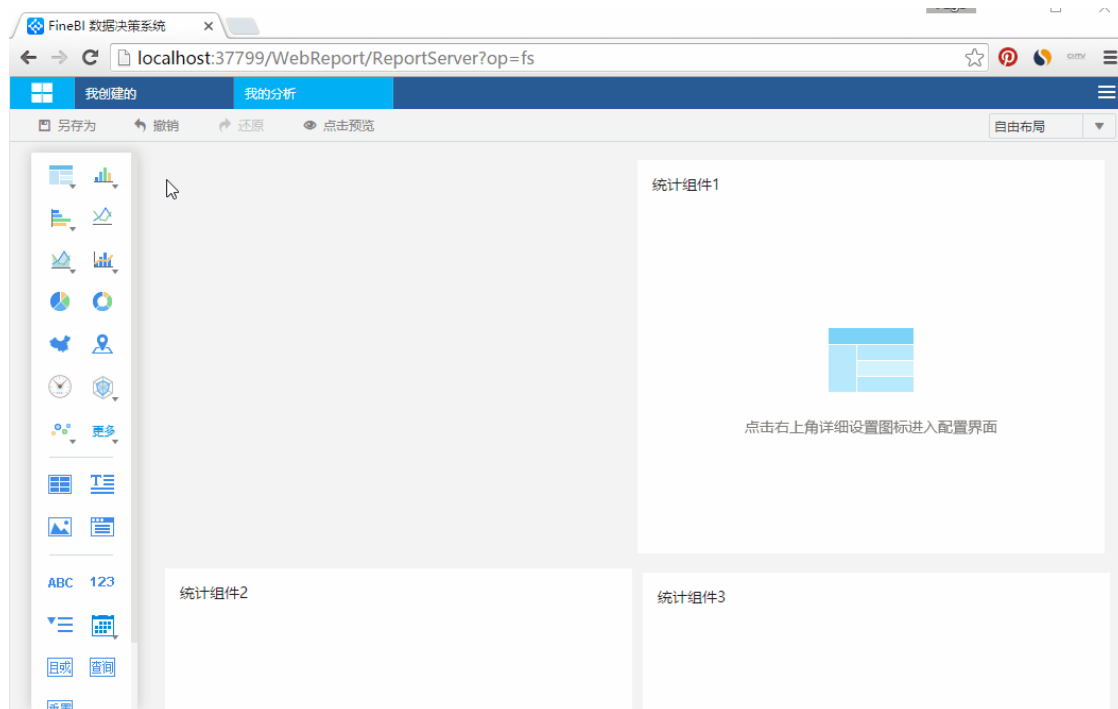 FineBI 数据决策系统
localhost:37799/WebReport/ReportServer?op=fs
我创建的 我的分析
另存为 撤销 还原 点击预览 自由布局
统计组件1
点击右上角详细设置图标进入配置界面
更多
T
ABC 123
统计组件2
统计组件3
且或 查询